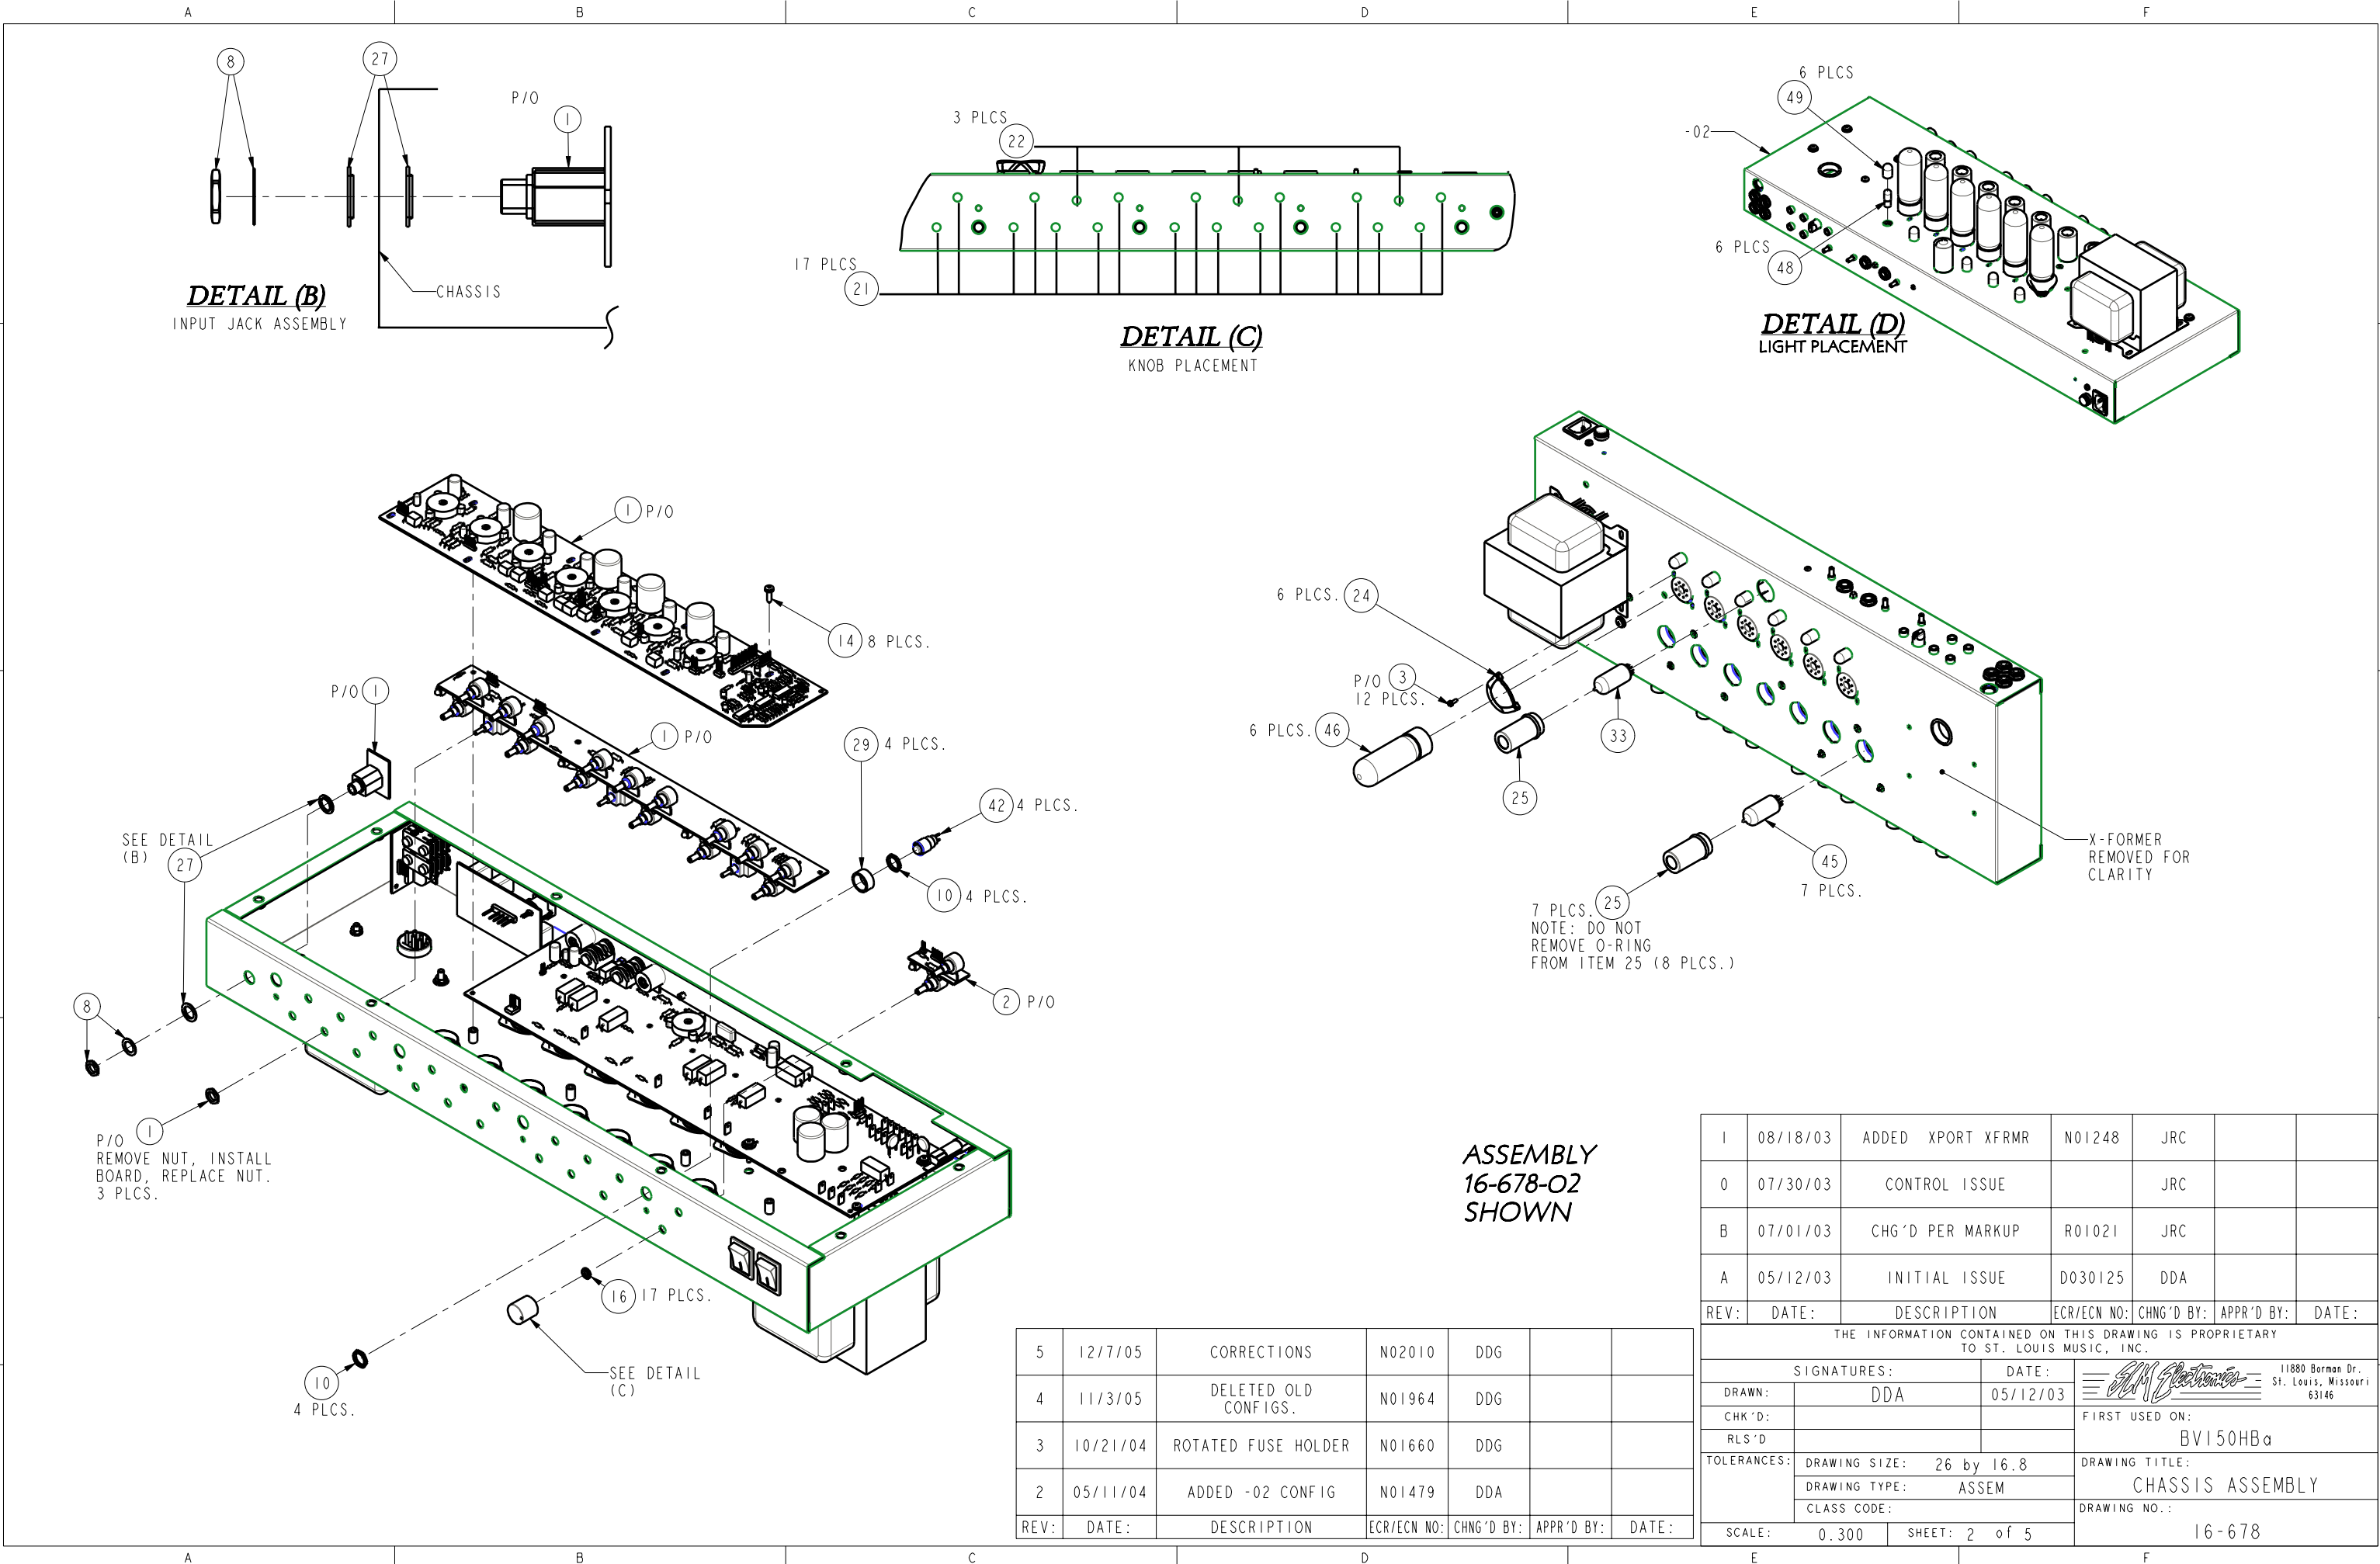 A B C D E F
8
27
P/O
1
CHASSIS
DETAIL (B)
INPUT JACK ASSEMBLY
3 PLCS
22
17 PLCS
21
DETAIL (C)
KNOB PLACEMENT
6 PLCS
49
-02
6 PLCS
48
DETAIL (D)
LIGHT PLACEMENT
1 P/O
14 8 PLCS.
P/O 1
1 P/O
29 4 PLCS.
42 4 PLCS.
10 4 PLCS.
SEE DETAIL
(B)
27
2 P/O
8
P/O 1
REMOVE NUT, INSTALL
BOARD, REPLACE NUT.
3 PLCS.
16 17 PLCS.
SEE DETAIL
(C)
10
4 PLCS.
6 PLCS. 24
P/O 3
12 PLCS.
6 PLCS. 46
33
25
45
7 PLCS.
7 PLCS. 25
NOTE: DO NOT
REMOVE O-RING
FROM ITEM 25 (8 PLCS.)
X-FORMER
REMOVED FOR
CLARITY
ASSEMBLY
16-678-02
SHOWN
5 12/7/05 CORRECTIONS N02010 DDG
4 11/3/05 DELETED OLD CONFIGS. N01964 DDG
3 10/21/04 ROTATED FUSE HOLDER N01660 DDG
2 05/11/04 ADDED -02 CONFIG N01479 DDA
REV: DATE: DESCRIPTION ECR/ECN NO: CHNG'D BY: APPR'D BY: DATE:
1 08/18/03 ADDED XPORT XFRMR N01248 JRC
0 07/30/03 CONTROL ISSUE JRC
B 07/01/03 CHG'D PER MARKUP R01021 JRC
A 05/12/03 INITIAL ISSUE D030125 DDA
REV: DATE: DESCRIPTION ECR/ECN NO: CHNG'D BY: APPR'D BY: DATE:
THE INFORMATION CONTAINED ON THIS DRAWING IS PROPRIETARY
TO ST. LOUIS MUSIC, INC.
SIGNATURES: DATE:
DRAWN: DDA 05/12/03
CHK'D:
RLS'D
SLM Electronics
11880 Borman Dr.
St. Louis, Missouri
63146
FIRST USED ON:
BV150HBa
TOLERANCES:
DRAWING SIZE: 26 by 16.8
DRAWING TYPE: ASSEM
CLASS CODE:
DRAWING TITLE:
CHASSIS ASSEMBLY
SCALE: 0.300 SHEET: 2 of 5
DRAWING NO.:
16-678
A B C D E F